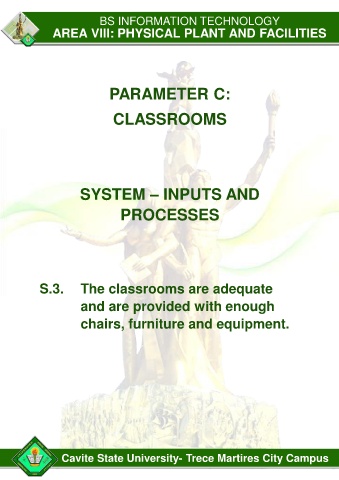 BS INFORMATION TECHNOLOGY
AREA VIII: PHYSICAL PLANT AND FACILITIES
PARAMETER C:
CLASSROOMS
SYSTEM – INPUTS AND
PROCESSES
S.3. The classrooms are adequate
and are provided with enough
chairs, furniture and equipment.
Cavite State University- Trece Martires City Campus